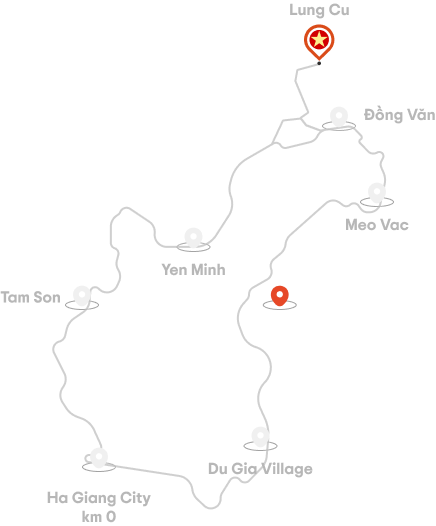 Lung Cu
Đồng Văn
Meo Vac
Yen Minh
Tam Son
Du Gia Village
Ha Giang City
km 0